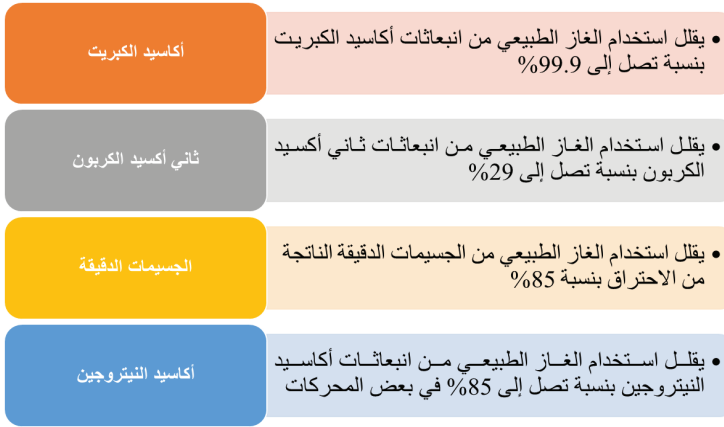 أكاسيد الكبريت
• يقلل استخدام الغاز الطبيعي من انبعاثات أكاسيد الكبريت
بنسبة تصل إلى 99.9%
ثاني أكسيد الكربون
• يقلل استخدام الغاز الطبيعي من انبعاثات ثاني أكسيد
الكربون بنسبة تصل إلى 29%
الجسيمات الدقيقة
• يقلل استخدام الغاز الطبيعي من الجسيمات الدقيقة الناتجة
من الاحتراق بنسبة 85%
أكاسيد النيتروجين
• يقلل استخدام الغاز الطبيعي من انبعاثات أكاسيد
النيتروجين بنسبة تصل إلى 85% في بعض المحركات